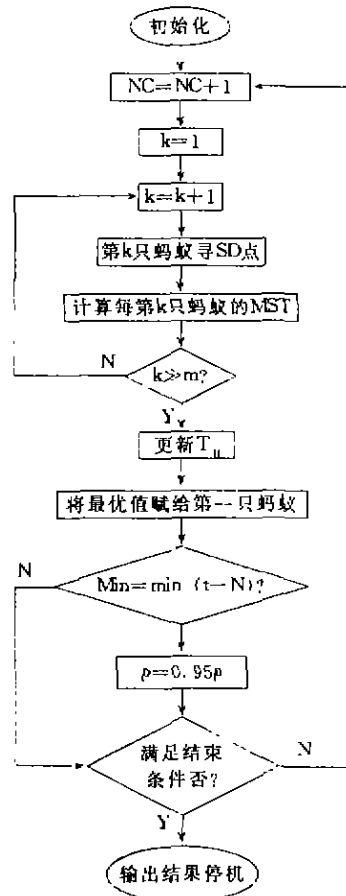 初始化
NC=NC+1
k=1
k=k+1
第k只蚂蚁寻SD点
计算每第k只蚂蚁的MST
N
k≫m?
Y
更新T
将最优值赋给第一只蚂蚁
N
Min=min (t-N)?
ρ=0.95ρ
满足结束
条件否?
N
Y
输出结果停机